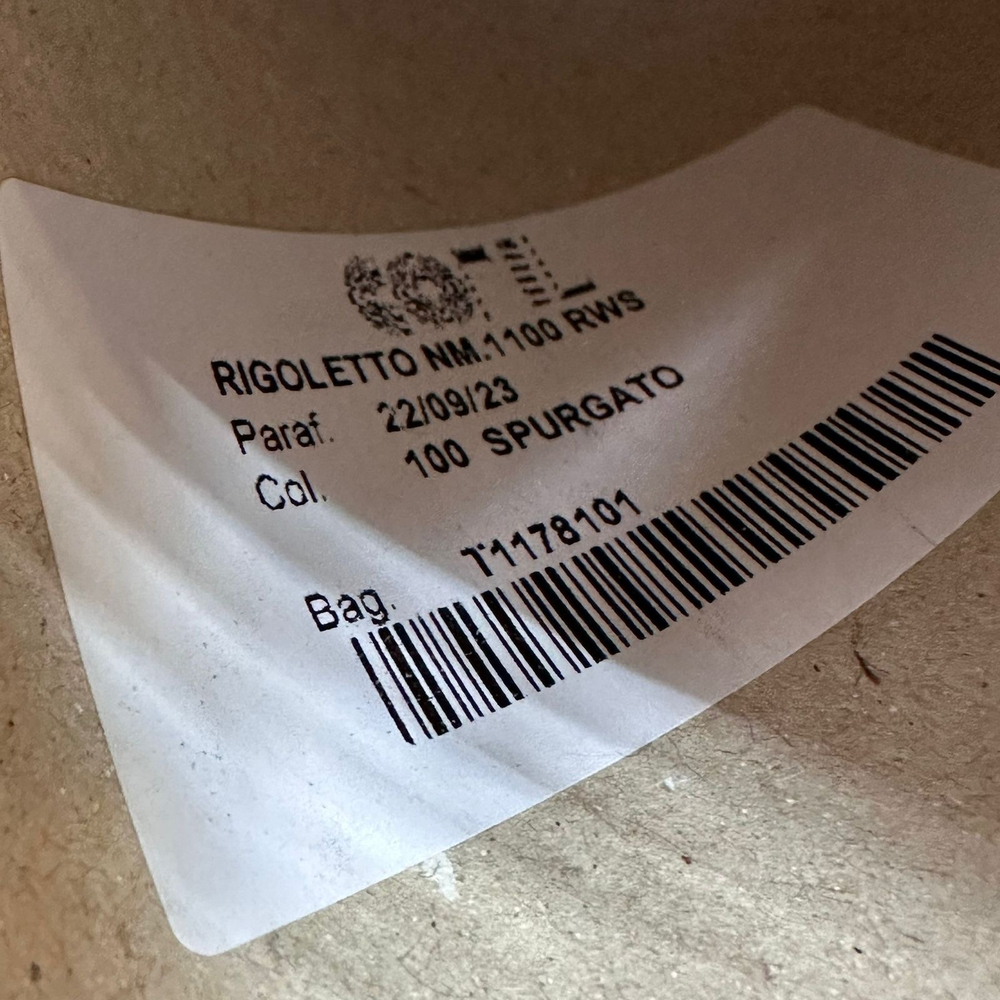 RIGOLETTO NM.1100 RWS
Paraf. 22/09/23
Col. 100 SPURGATO
Bag. T1178101